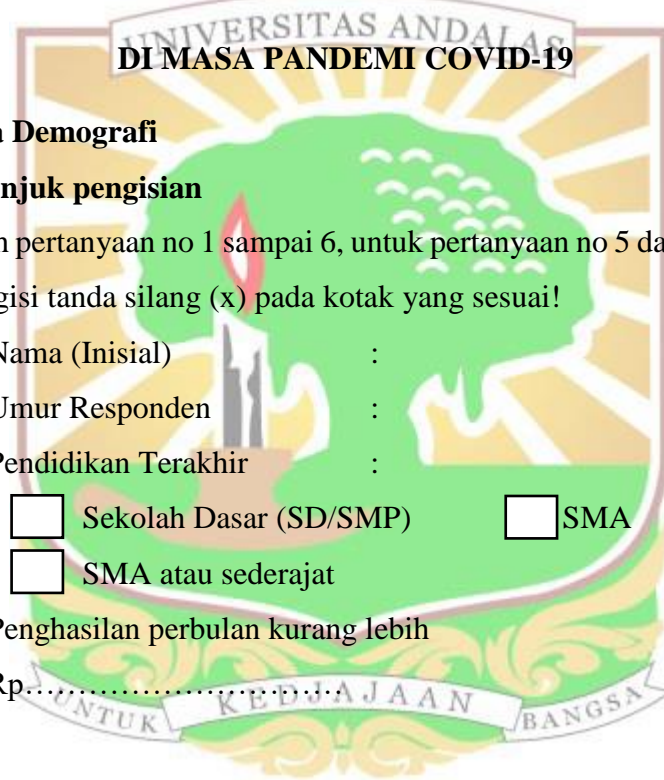 UNIVERSITAS ANDALAS
DI MASA PANDEMI COVID-19
a Demografi
njuk pengisian
n pertanyaan no 1 sampai 6, untuk pertanyaan no 5 da
gisi tanda silang (x) pada kotak yang sesuai!
Nama (Inisial) :
Umur Responden :
Pendidikan Terakhir :
Sekolah Dasar (SD/SMP) SMA
SMA atau sederajat
Penghasilan perbulan kurang lebih
Rp…………………………
UNTUK KEDJAJAAN BANGSA